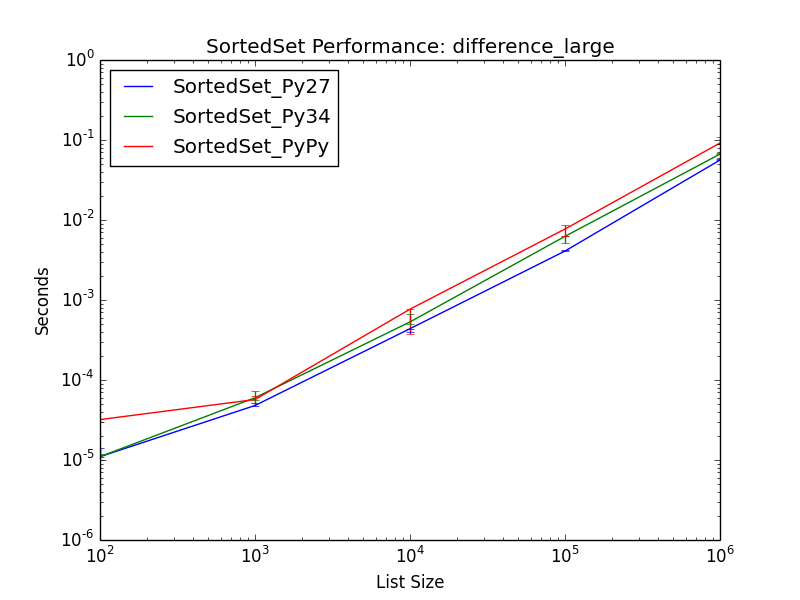 SortedSet Performance: difference_large
10^0
SortedSet_Py27
SortedSet_Py34
SortedSet_PyPy
10^-1
10^-2
Seconds
10^-3
10^-4
10^-5
10^-6
10^2 10^3 10^4 10^5 10^6
List Size